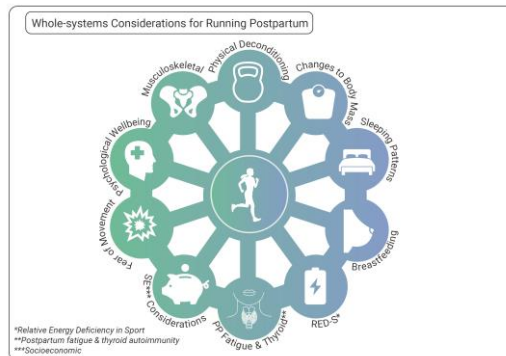 Whole-systems Considerations for Running Postpartum
Physical Deconditioning
Changes to Body Mass
Sleeping Patterns
Breastfeeding
RED-S*
PP Fatigue & Thyroid**
SE*** Considerations
Fear of Movement
Psychological Wellbeing
Musculoskeletal
*Relative Energy Deficiency in Sport
**Postpartum fatigue & thyroid autoimmunity
***Socioeconomic